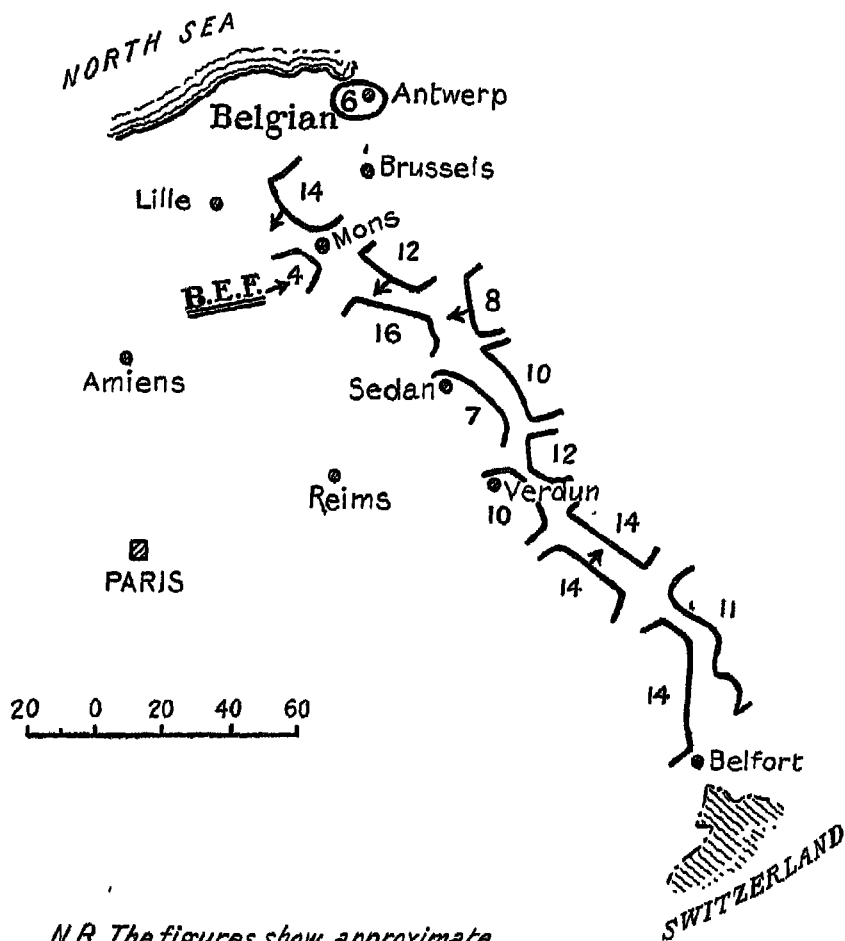 NORTH SEA
6 Antwerp
Belgian
Brussels
Lille
14
Mons
12
B.E.F. 4
8
16
Amiens
10
Sedan
7
12
Reims
Verdun
10
14
PARIS
14
11
14
20 0 20 40 60
Belfort
SWITZERLAND
N.B. The figures show approximate